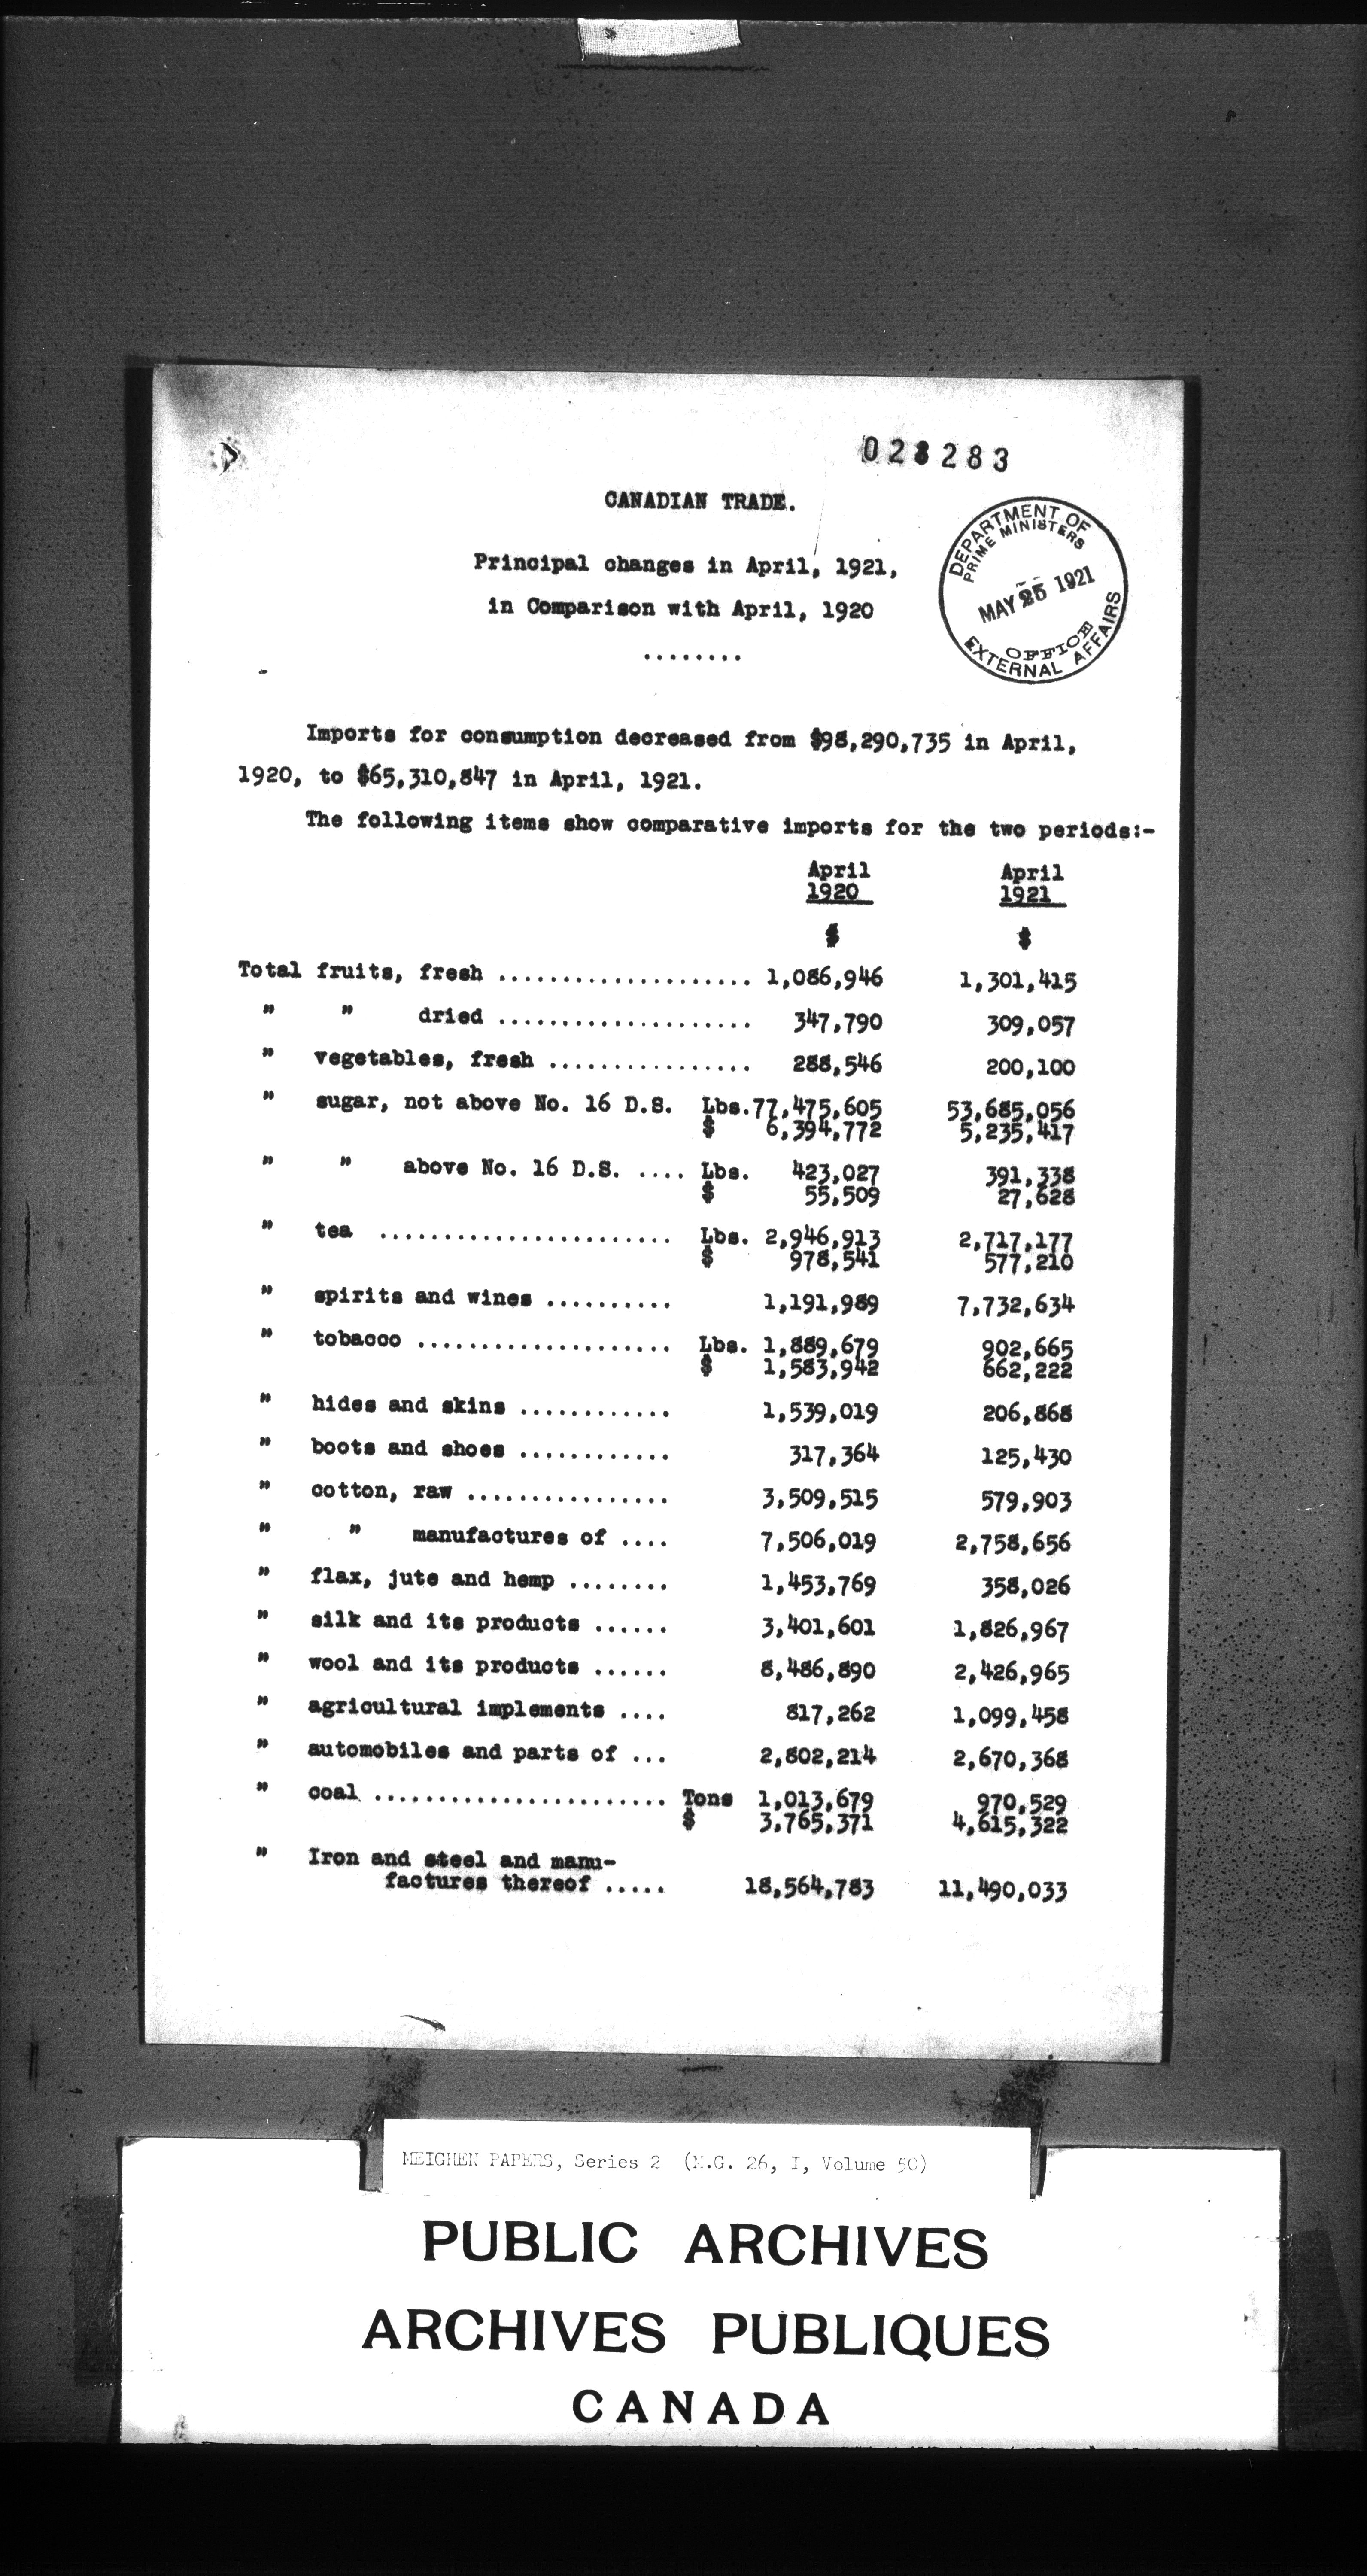 028283
CANADIAN TRADE.
DEPARTMENT OF
PRIME MINISTERS
MAY 25 1921
OFFICE
EXTERNAL AFFAIRS
Principal changes in April, 1921,
in Comparison with April, 1920
........
Imports for consumption decreased from $98,290,735 in April,
1920, to $65,310,847 in April, 1921.
The following items show comparative imports for the two periods:-
April April
1920 1921
$ $
Total fruits, fresh .................... 1,086,946 1,301,415
" " dried .................... 347,790 309,057
" vegetables, fresh ................ 288,546 200,100
" sugar, not above No. 16 D.S. Lbs. 77,475,605 53,685,056
$ 6,394,772 5,235,417
" " above No. 16 D.S. .... Lbs. 423,027 391,338
$ 55,509 27,628
" tea ....................... Lbs. 2,946,913 2,717,177
$ 978,541 577,210
" spirits and wines .......... 1,191,989 7,732,634
" tobacco .................... Lbs. 1,889,679 902,665
$ 1,583,942 662,222
" hides and skins ............ 1,539,019 206,868
" boots and shoes ............ 317,364 125,430
" cotton, raw ................ 3,509,515 579,903
" " manufactures of .... 7,506,019 2,758,656
" flax, jute and hemp ........ 1,453,769 358,026
" silk and its products ...... 3,401,601 1,826,967
" wool and its products ...... 8,486,890 2,426,965
" agricultural implements .... 817,262 1,099,458
" automobiles and parts of ... 2,802,214 2,670,368
" coal ....................... Tons 1,013,679 970,529
$ 3,765,371 4,615,322
" Iron and steel and manu-
factures thereof ..... 18,564,783 11,490,033
MEIGHEN PAPERS, Series 2 (M.G. 26, I, Volume 50)
PUBLIC ARCHIVES
ARCHIVES PUBLIQUES
CANADA